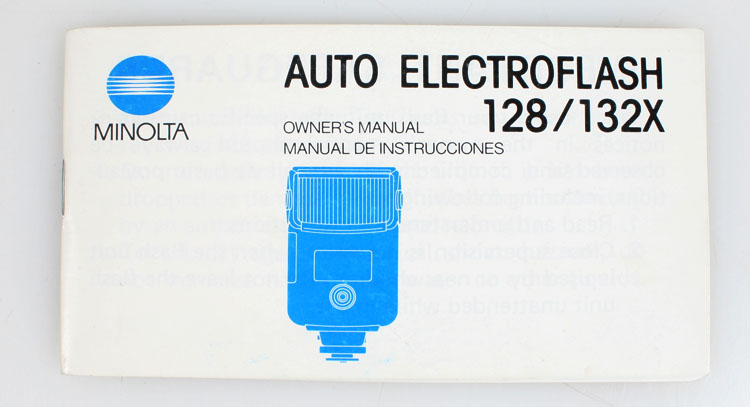 MINOLTA
AUTO ELECTROFLASH
128/132X
OWNER'S MANUAL
MANUAL DE INSTRUCCIONES